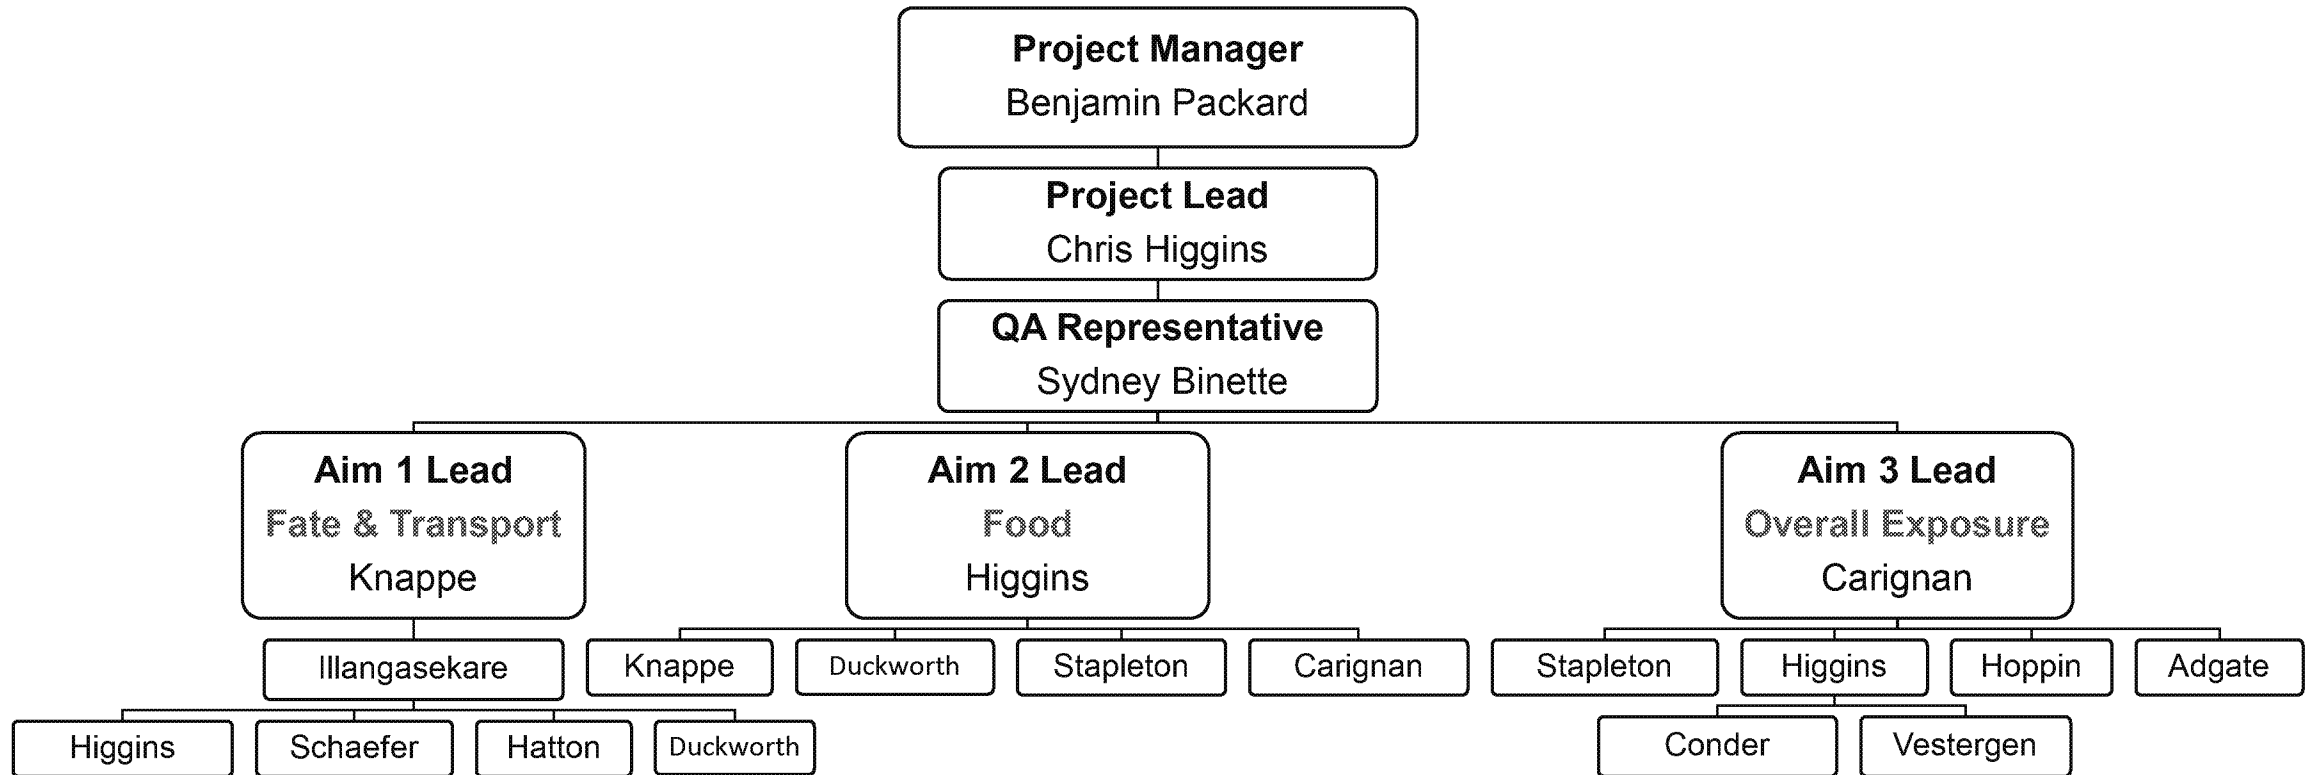 Project Manager
Benjamin Packard
Project Lead
Chris Higgins
QA Representative
Sydney Binette
Aim 1 Lead
Fate & Transport
Knappe
Aim 2 Lead
Food
Higgins
Aim 3 Lead
Overall Exposure
Carignan
Illangasekare
Higgins
Schaefer
Hatton
Duckworth
Knappe
Duckworth
Stapleton
Carignan
Stapleton
Higgins
Hoppin
Adgate
Conder
Vestergen